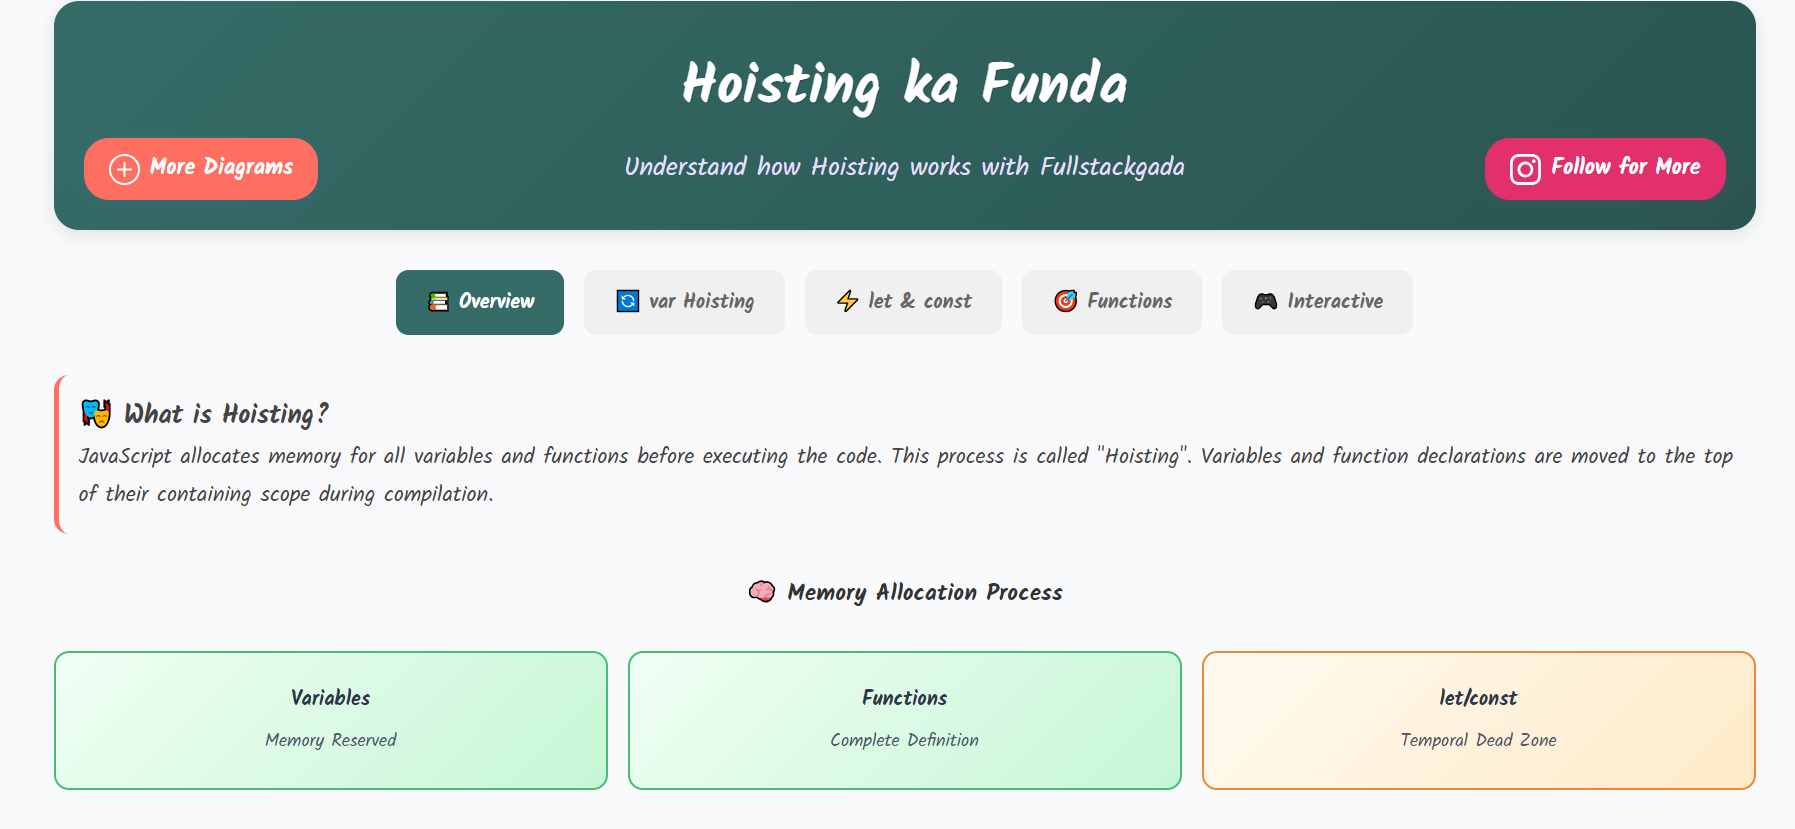 Hoisting ka Funda
More Diagrams
Understand how Hoisting works with Fullstackgada
Follow for More
Overview
var Hoisting
let & const
Functions
Interactive
What is Hoisting?
JavaScript allocates memory for all variables and functions before executing the code. This process is called "Hoisting". Variables and function declarations are moved to the top
of their containing scope during compilation.
Memory Allocation Process
Variables
Memory Reserved
Functions
Complete Definition
let/const
Temporal Dead Zone